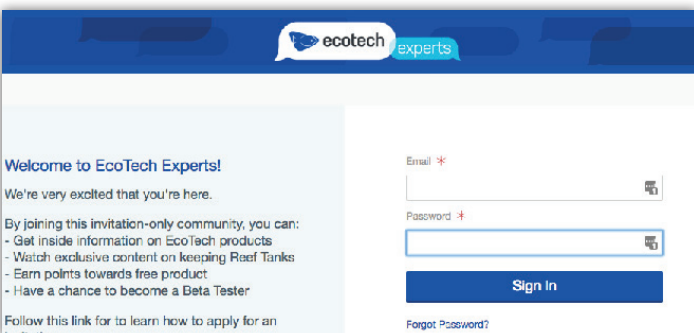 ecotech
experts
Welcome to EcoTech Experts!
We're very excited that you're here.
By joining this invitation-only community, you can:
- Get inside information on EcoTech products
- Watch exclusive content on keeping Reef Tanks
- Earn points towards free product
- Have a chance to become a Beta Tester
Follow this link for to learn how to apply for an
Email *
Password *
Sign In
Forgot Password?